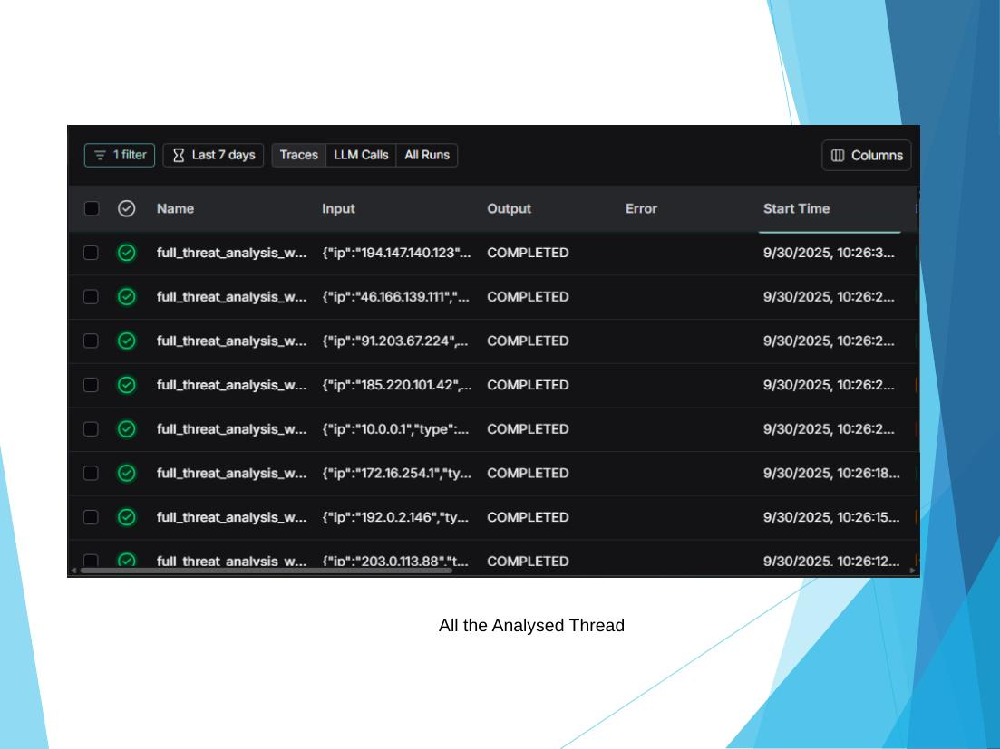 1 filter Last 7 days Traces LLM Calls All Runs Columns
Name Input Output Error Start Time
full_threat_analysis_w... {"ip":"194.147.140.123"... COMPLETED 9/30/2025, 10:26:3...
full_threat_analysis_w... {"ip":"46.166.139.111","... COMPLETED 9/30/2025, 10:26:2...
full_threat_analysis_w... {"ip":"91.203.67.224",... COMPLETED 9/30/2025, 10:26:2...
full_threat_analysis_w... {"ip":"185.220.101.42",... COMPLETED 9/30/2025, 10:26:2...
full_threat_analysis_w... {"ip":"10.0.0.1","type":... COMPLETED 9/30/2025, 10:26:2...
full_threat_analysis_w... {"ip":"172.16.254.1","ty... COMPLETED 9/30/2025, 10:26:18...
full_threat_analysis_w... {"ip":"192.0.2.146","ty... COMPLETED 9/30/2025, 10:26:15...
full_threat_analysis_w... {"ip":"203.0.113.88","t... COMPLETED 9/30/2025, 10:26:12...
All the Analysed Thread